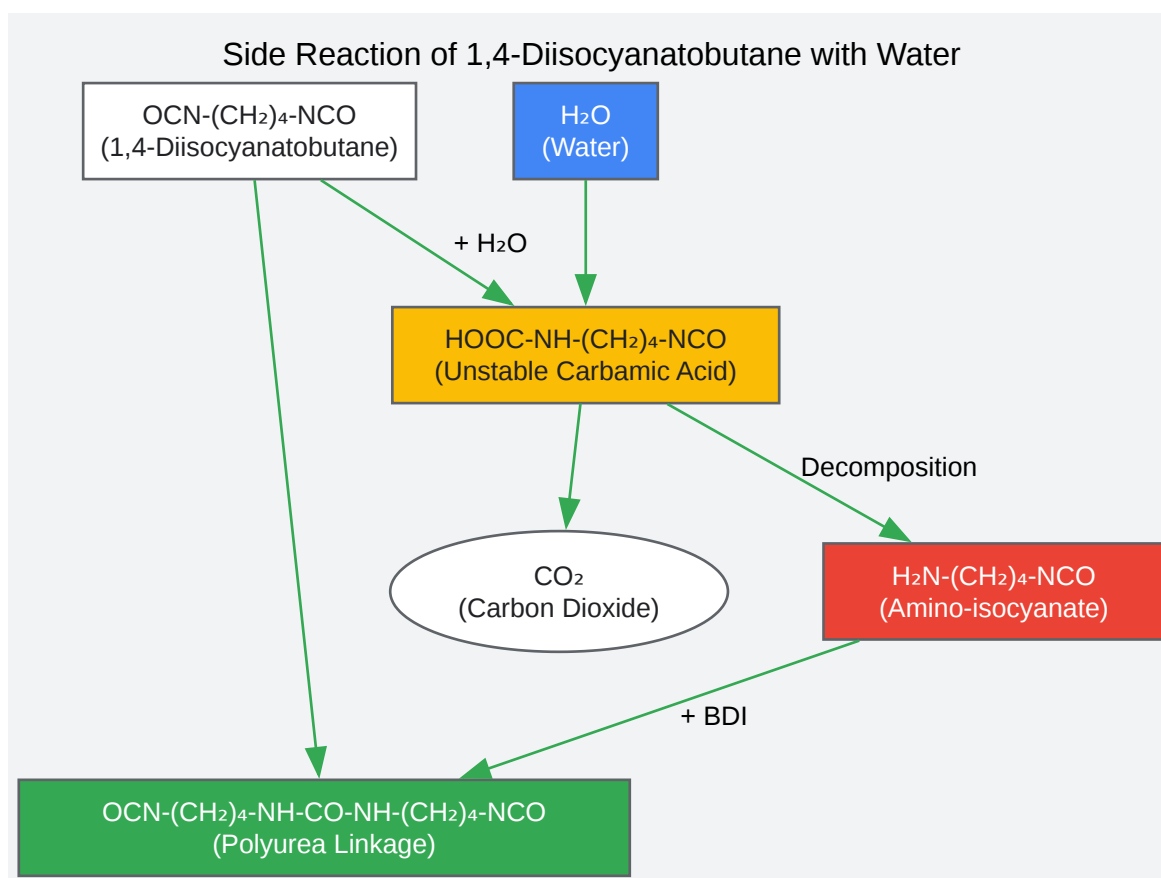 Side Reaction of 1,4-Diisocyanatobutane with Water
OCN-(CH₂)₄-NCO
(1,4-Diisocyanatobutane)
H₂O
(Water)
+ H₂O
HOOC-NH-(CH₂)₄-NCO
(Unstable Carbamic Acid)
Decomposition
CO₂
(Carbon Dioxide)
H₂N-(CH₂)₄-NCO
(Amino-isocyanate)
+ BDI
OCN-(CH₂)₄-NH-CO-NH-(CH₂)₄-NCO
(Polyurea Linkage)